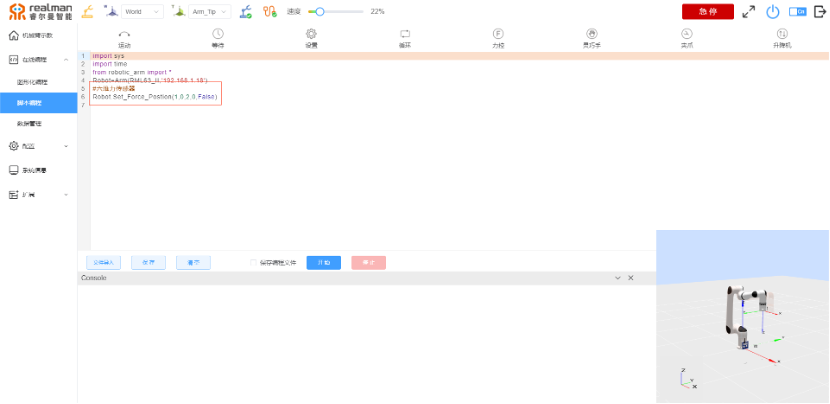 realman
睿尔曼智能
World
Arm_Tip
速度
22%
急停
机械臂示教
在线编程
图形化编程
脚本编程
数据管理
配置
系统信息
扩展
运动
等待
设置
循环
力控
灵巧手
夹爪
升降机
1 import sys
2 import time
3 from robotic_arm import *
4 Robot=Arm(RML63_II,'192.168.1.18')
5 #六维力传感器
6 Robot.Set_Force_Postion(1,0,2,0,False)
7
文件导入
保存
清空
保存编程文件
开始
停止
Console
Z
Y
X